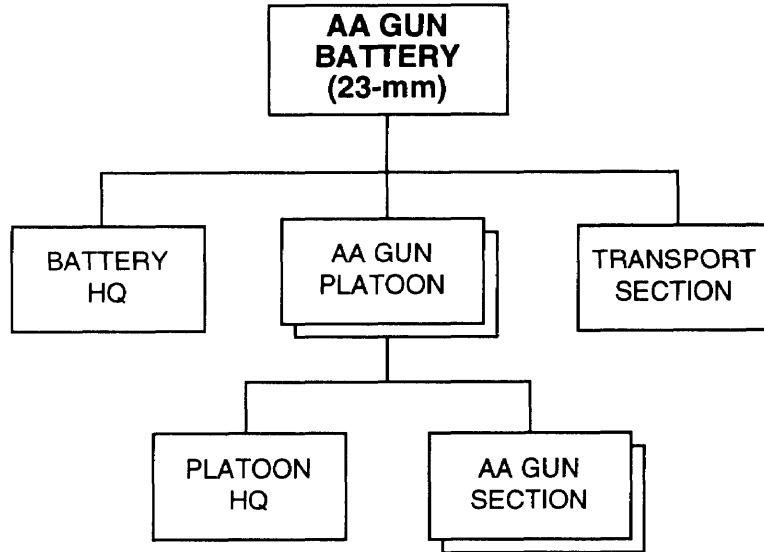 AA GUN
BATTERY
(23-mm)
BATTERY
HQ
AA GUN
PLATOON
TRANSPORT
SECTION
PLATOON
HQ
AA GUN
SECTION